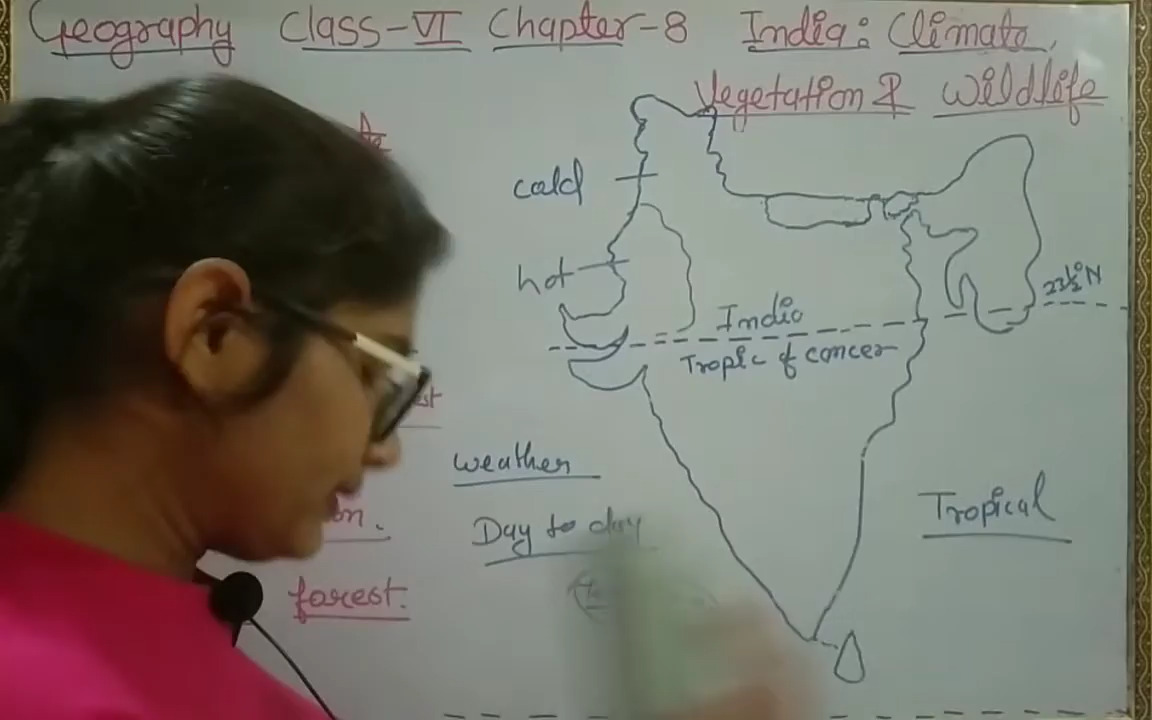 Geography Class-VI Chapter-8 India: Climate,
Vegetation & Wildlife
cold
hot
23½°N
India
Tropic of concer
weather
Day to day
Tropical
forest.